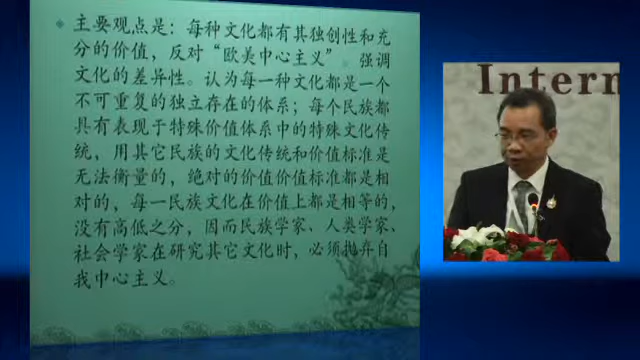 主要观点是：每种文化都有其独创性和充
分的价值，反对“欧美中心主义”。强调
文化的差异性。认为每一种文化都是一个
不可重复的独立存在的体系；每个民族都
具有表现于特殊价值体系中的特殊文化传
统，用其它民族的文化传统和价值标准是
无法衡量的，绝对的价值价值标准都是相
对的，每一民族文化在价值上都是相等的，
没有高低之分，因而民族学家、人类学家、
社会学家在研究其它文化时，必须抛弃自
我中心主义。
Intern